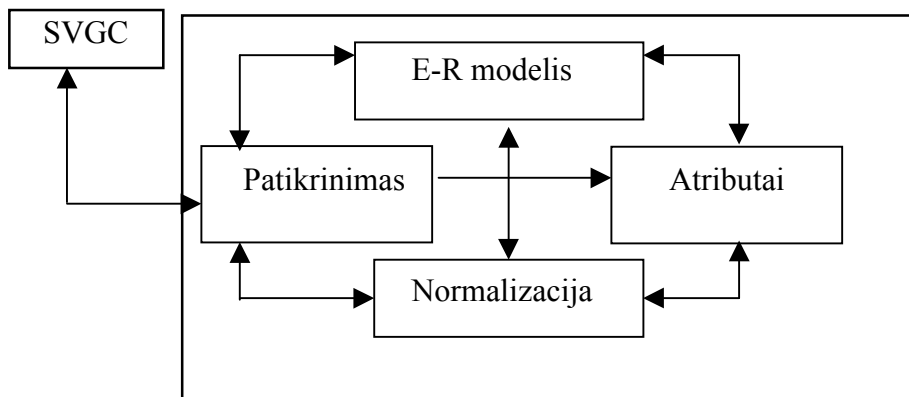 SVGC
E-R modelis
Patikrinimas
Atributai
Normalizacija